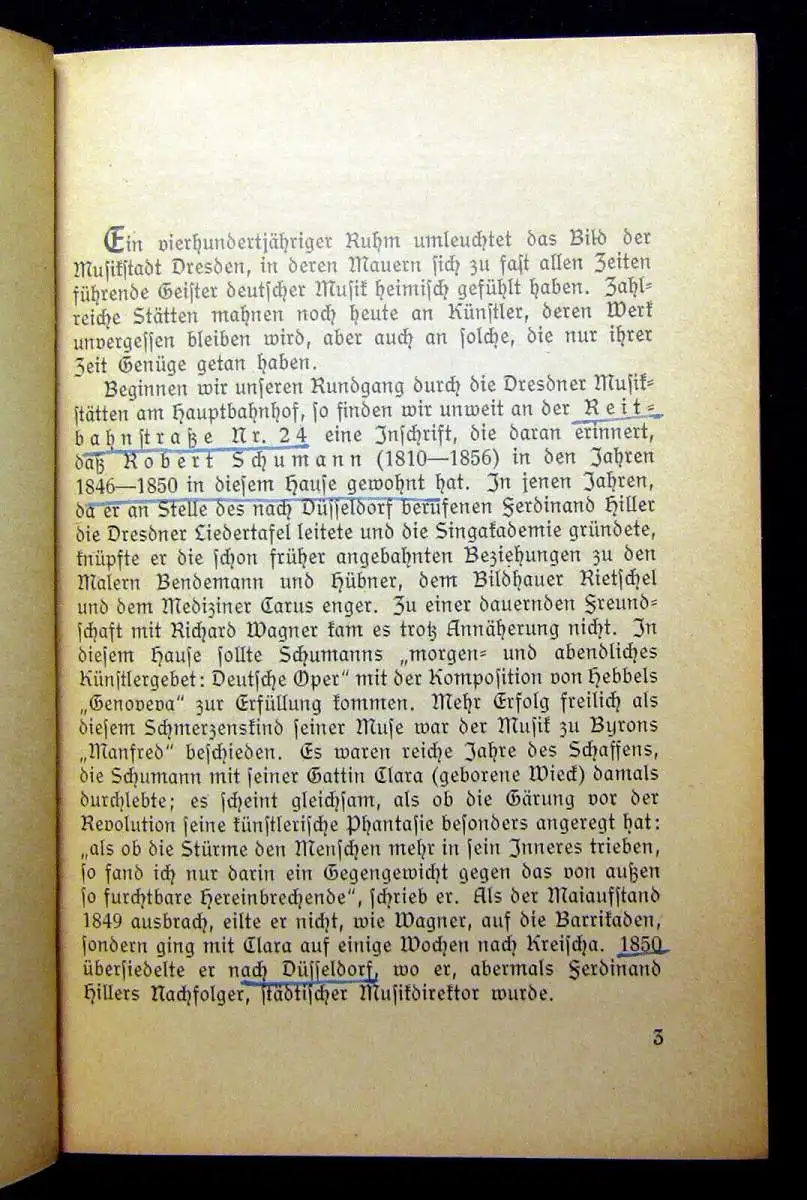 Ein vierhundertjähriger Ruhm umleuchtet das Bild der
Musikstadt Dresden, in deren Mauern sich zu fast allen Zeiten
führende Geister deutscher Musik heimisch gefühlt haben. Zahl-
reiche Stätten mahnen noch heute an Künstler, deren Werk
unvergessen bleiben wird, aber auch an solche, die nur ihrer
Zeit Genüge getan haben.
Beginnen wir unseren Rundgang durch die Dresdner Musik-
stätten am Hauptbahnhof, so finden wir unweit an der Reit-
bahnstraße Nr. 24 eine Inschrift, die daran erinnert,
daß Robert Schumann (1810—1856) in den Jahren
1846—1850 in diesem Hause gewohnt hat. In jenen Jahren,
da er an Stelle des nach Düsseldorf berufenen Ferdinand Hiller
die Dresdner Liedertafel leitete und die Singakademie gründete,
knüpfte er die schon früher angebahnten Beziehungen zu den
Malern Bendemann und Hübner, dem Bildhauer Rietschel
und dem Mediziner Carus enger. Zu einer dauernden Freund-
schaft mit Richard Wagner kam es trotz Annäherung nicht. In
diesem Hause sollte Schumanns „morgen- und abendliches
Künstlergebet: Deutsche Oper“ mit der Komposition von Hebbels
„Genoveva“ zur Erfüllung kommen. Mehr Erfolg freilich als
diesem Schmerzenskind seiner Muse war der Musik zu Byrons
„Manfred“ beschieden. Es waren reiche Jahre des Schaffens,
die Schumann mit seiner Gattin Clara (geborene Wieck) damals
durchlebte; es scheint gleichsam, als ob die Gärung vor der
Revolution seine künstlerische Phantasie besonders angeregt hat:
„als ob die Stürme den Menschen mehr in sein Inneres trieben,
so fand ich nur darin ein Gegengewicht gegen das von außen
so furchtbare Hereinbrechende“, schrieb er. Als der Maiaufstand
1849 ausbrach, eilte er nicht, wie Wagner, auf die Barrikaden,
sondern ging mit Clara auf einige Wochen nach Kreischa. 1850
übersiedelte er nach Düsseldorf, wo er, abermals Ferdinand
Hillers Nachfolger, städtischer Musikdirektor wurde.
3